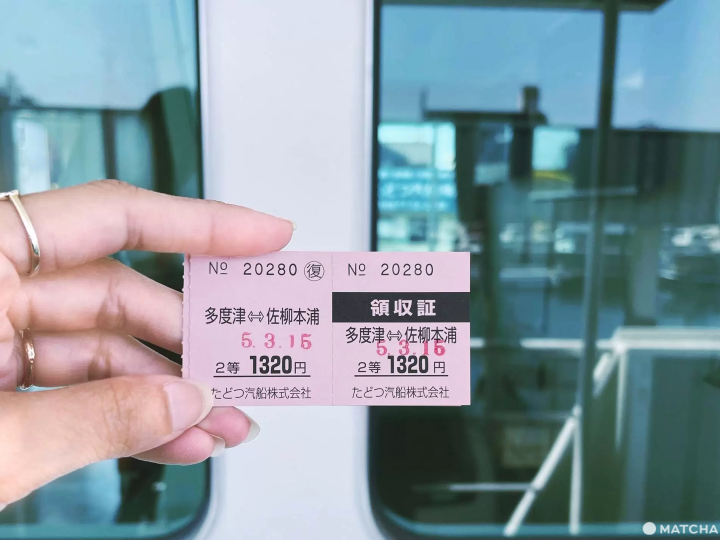 № 20280 復
多度津⇔佐柳本浦
5.3.15
2等 1320円
たどつ汽船株式会社
№ 20280
領収証
多度津⇔佐柳本浦
5.3.15
2等 1320円
たどつ汽船株式会社
MATCHA